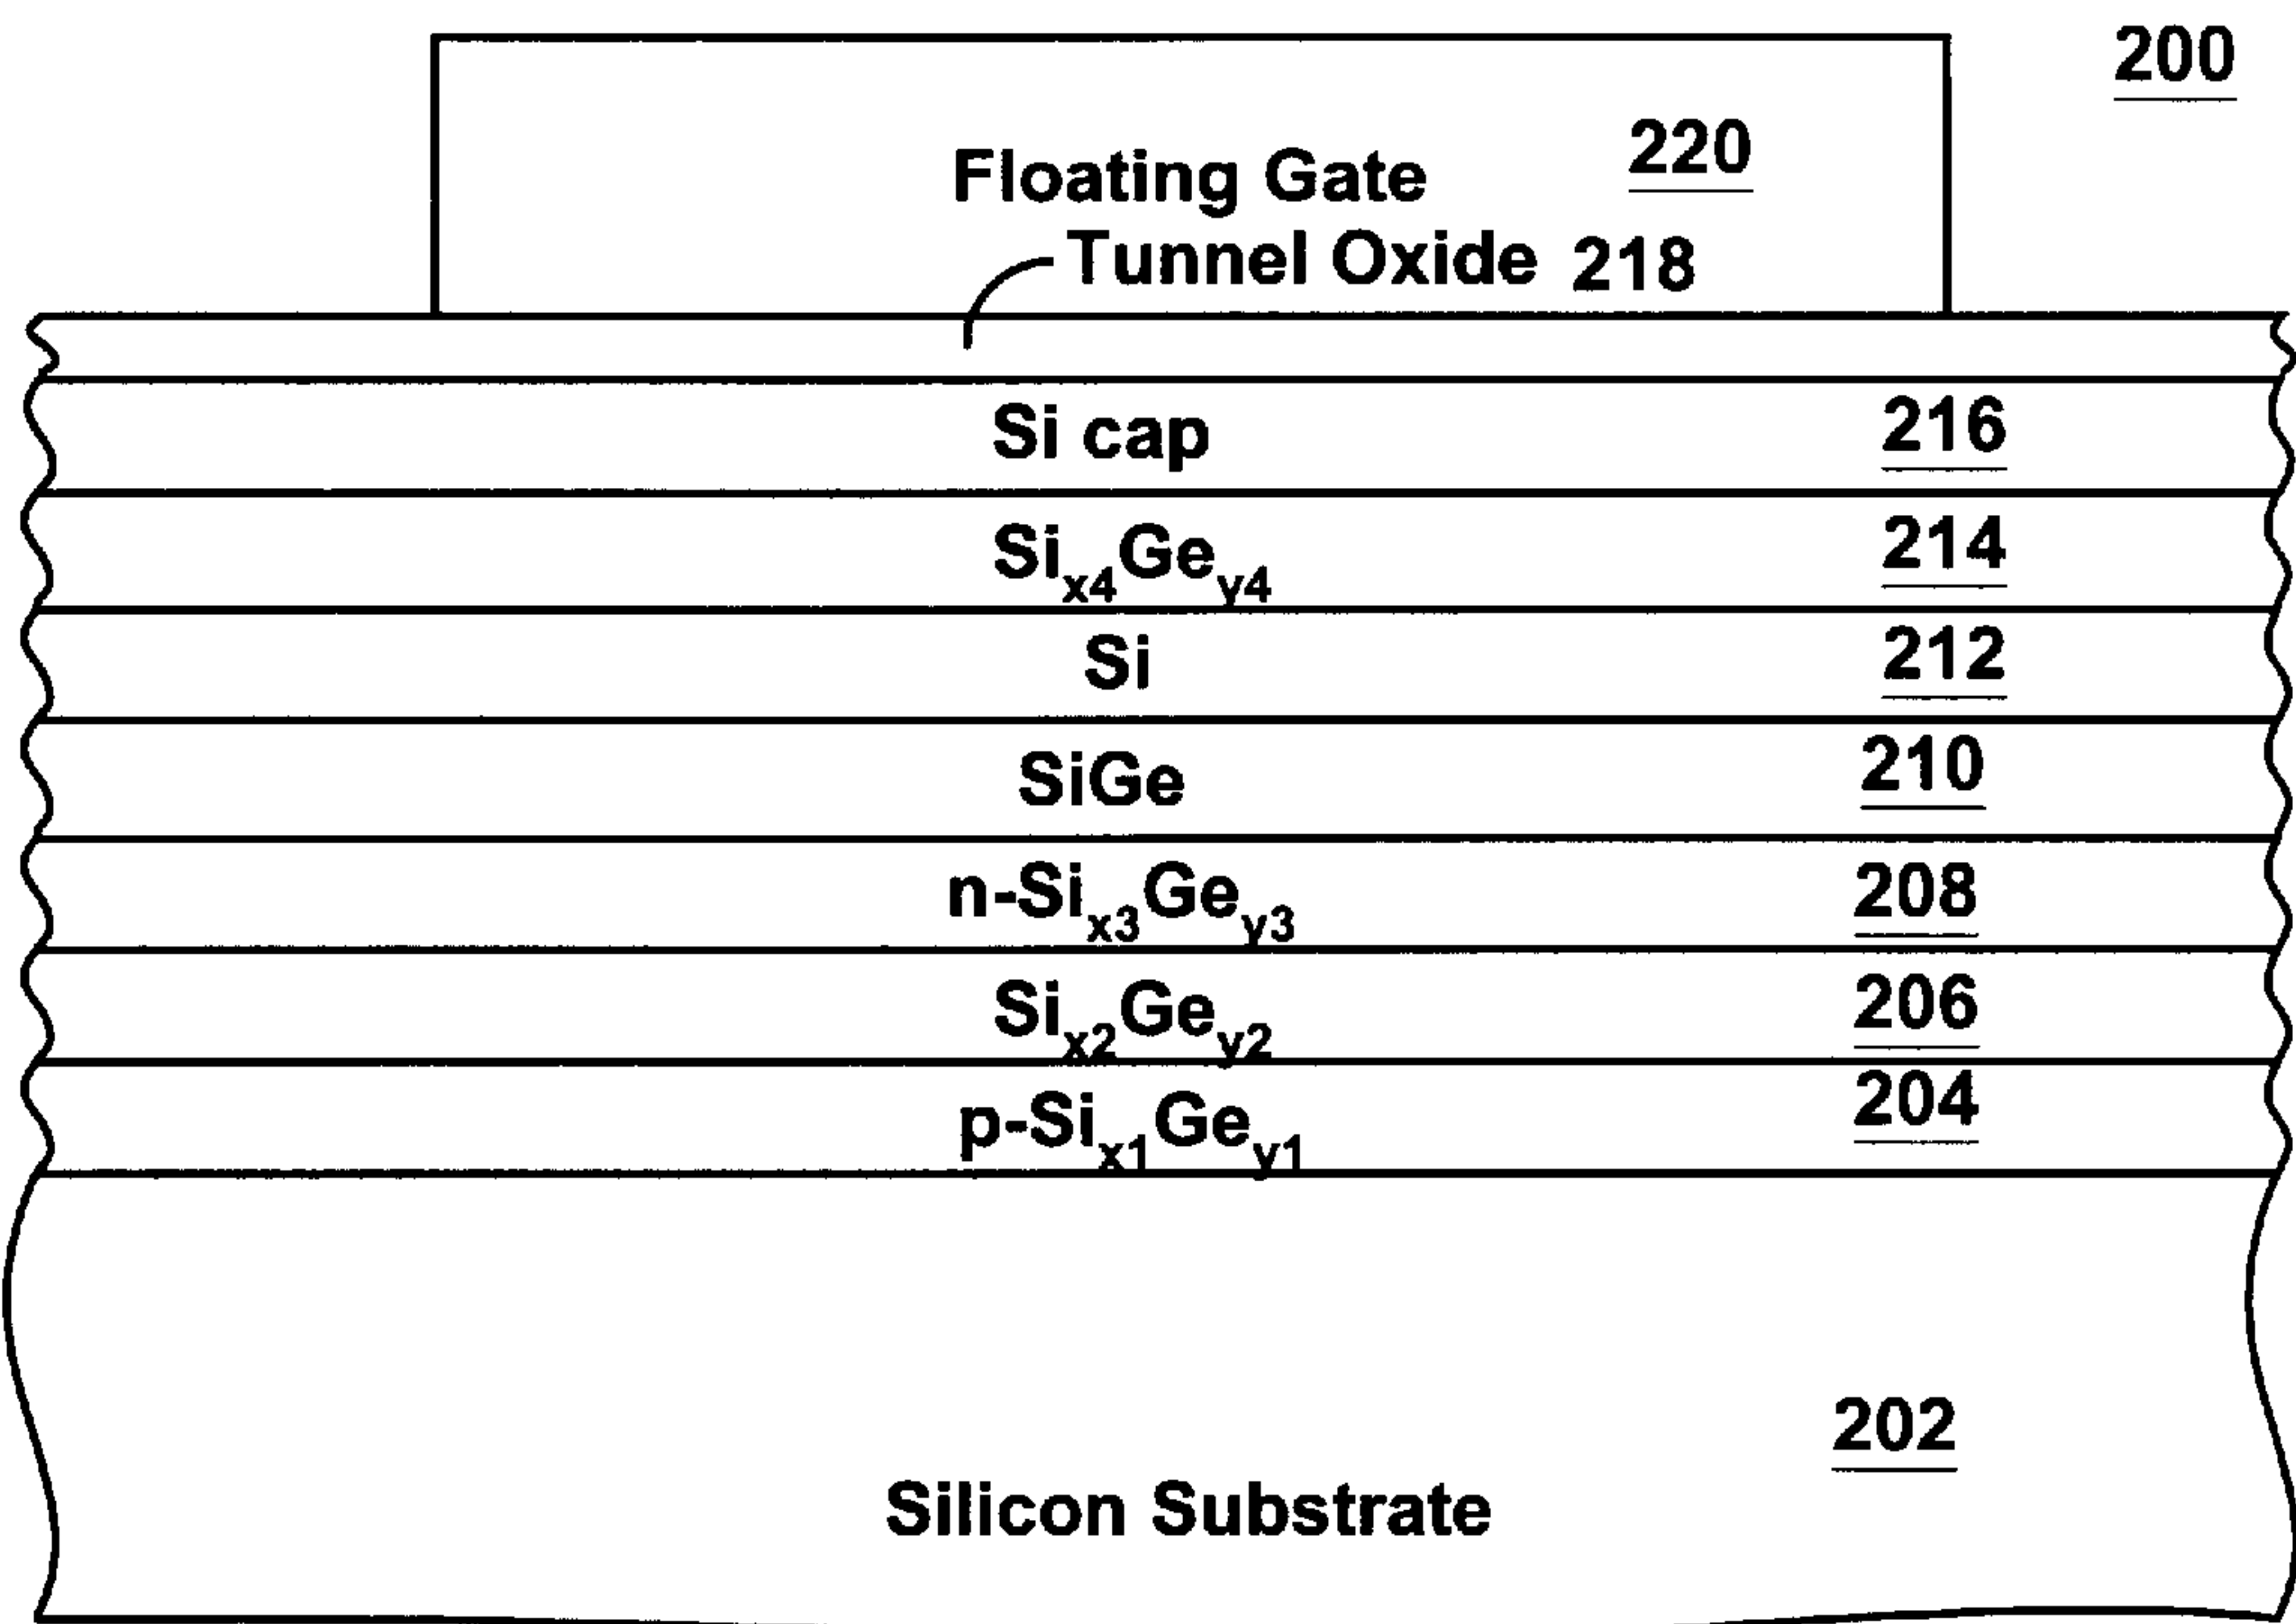 200
220
Floating Gate
Tunnel Oxide 218
Si cap 216
Six4Gey4 214
Si 212
SiGe 210
n-Six3Gey3 208
Six2Gey2 206
p-Six1Gey1 204
202
Silicon Substrate